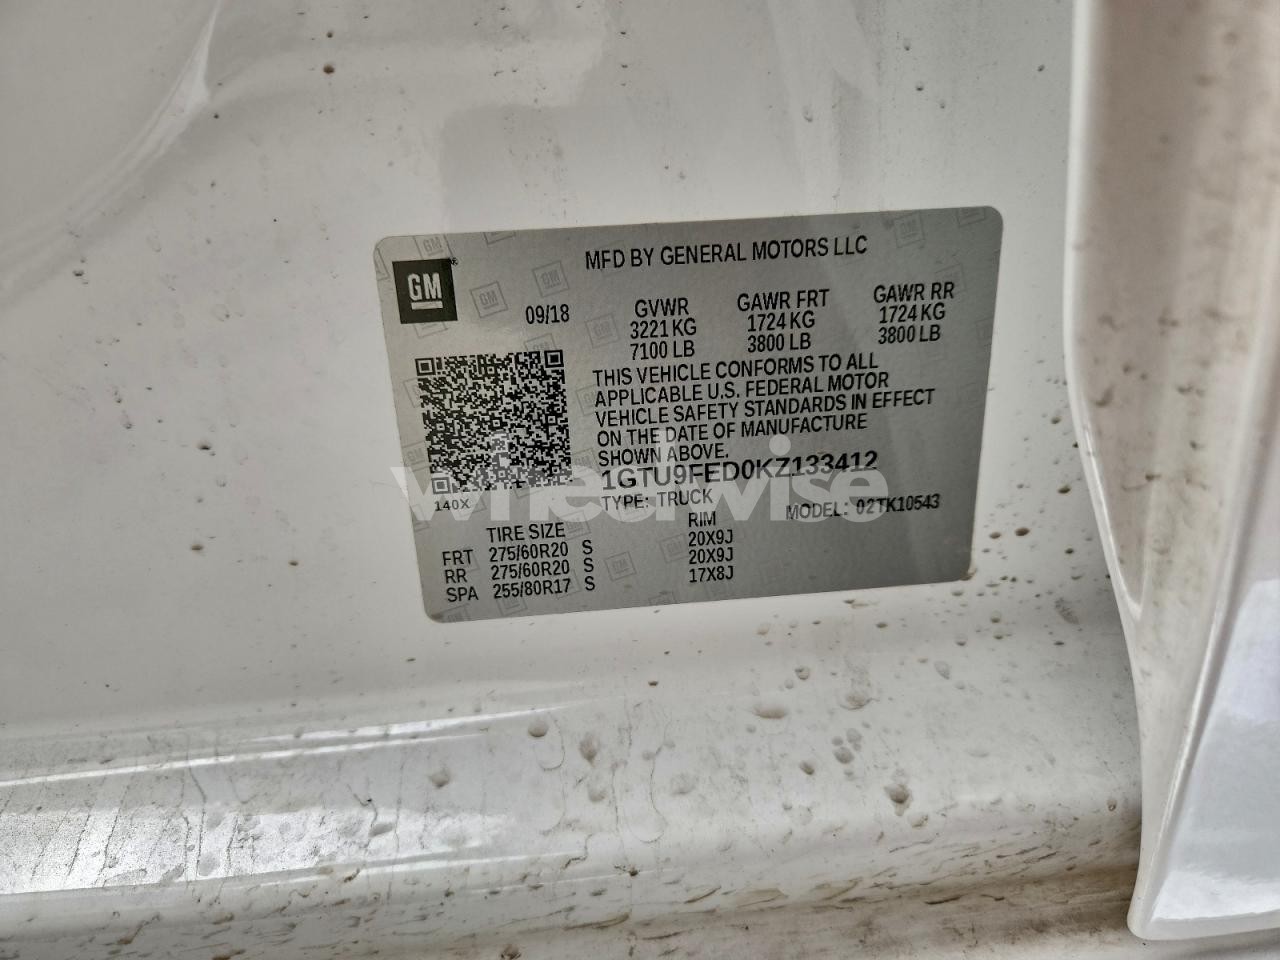 MFD BY GENERAL MOTORS LLC
GM
09/18 GVWR GAWR FRT GAWR RR
3221 KG 1724 KG 1724 KG
7100 LB 3800 LB 3800 LB
THIS VEHICLE CONFORMS TO ALL
APPLICABLE U.S. FEDERAL MOTOR
VEHICLE SAFETY STANDARDS IN EFFECT
ON THE DATE OF MANUFACTURE
SHOWN ABOVE.
1GTU9FED0KZ133412
wheelwise
140X TYPE: TRUCK MODEL: 02TK10543
TIRE SIZE RIM
FRT 275/60R20 S 20X9J
RR 275/60R20 S 20X9J
SPA 255/80R17 S 17X8J